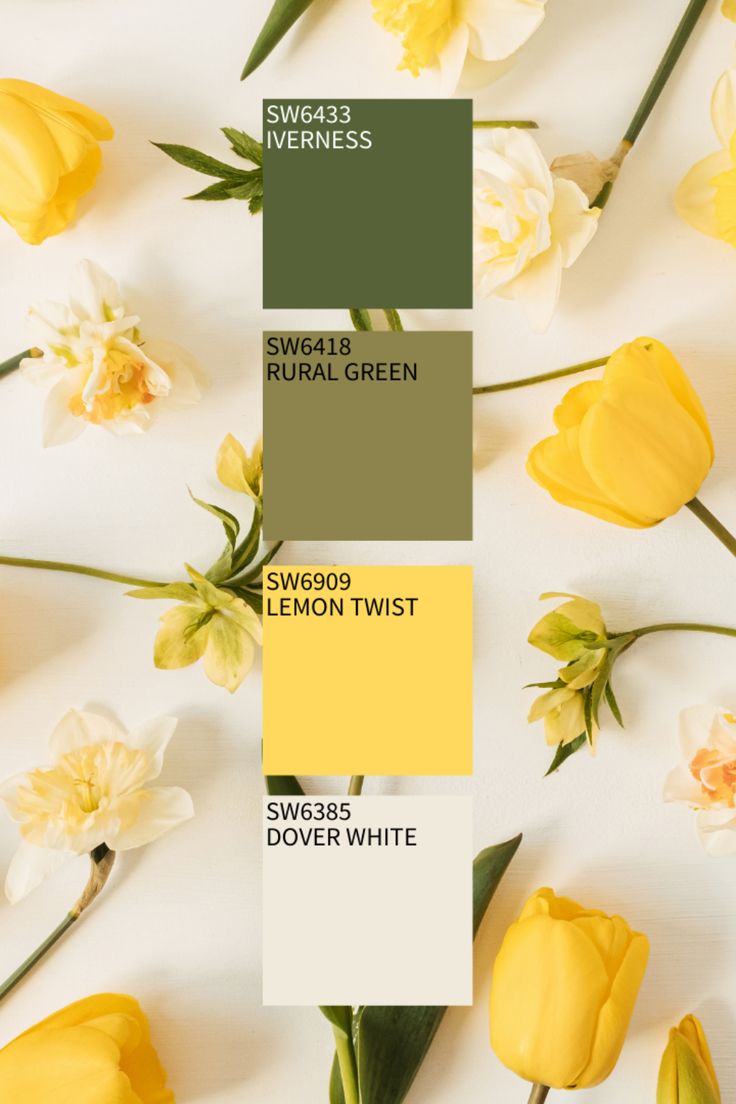 SW6433
IVERNESS
SW6418
RURAL GREEN
SW6909
LEMON TWIST
SW6385
DOVER WHITE